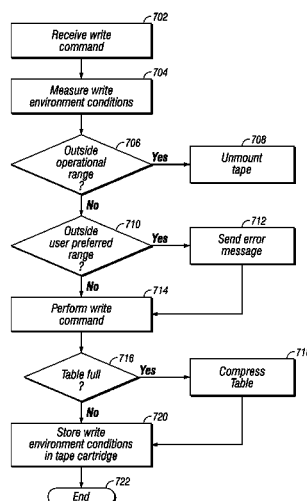 702
Receive write
command
704
Measure write
environment conditions
706
Outside
operational
range
?
Yes
708
Unmount
tape
No
710
Outside
user preferred
range
?
Yes
712
Send error
message
No
714
Perform write
command
716
Table full
?
Yes
Compress
Table
No
720
Store write
environment conditions
in tape cartridge
722
End